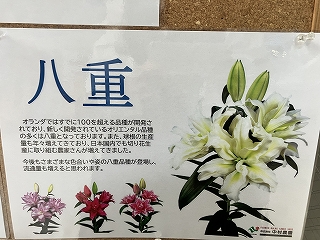 八重
オランダではすでに100を超える品種が開発さ
れており、新しく開発されているオリエンタル品種
の多くは八重となっております。また、球根の生産
量も年々増えてきており、日本国内でも切り花生
産に取り組む農家さんが増えてきました。
今後もさまざまな色合いや姿の八重品種が登場し、
流通量も増えると思われます。
中村農園